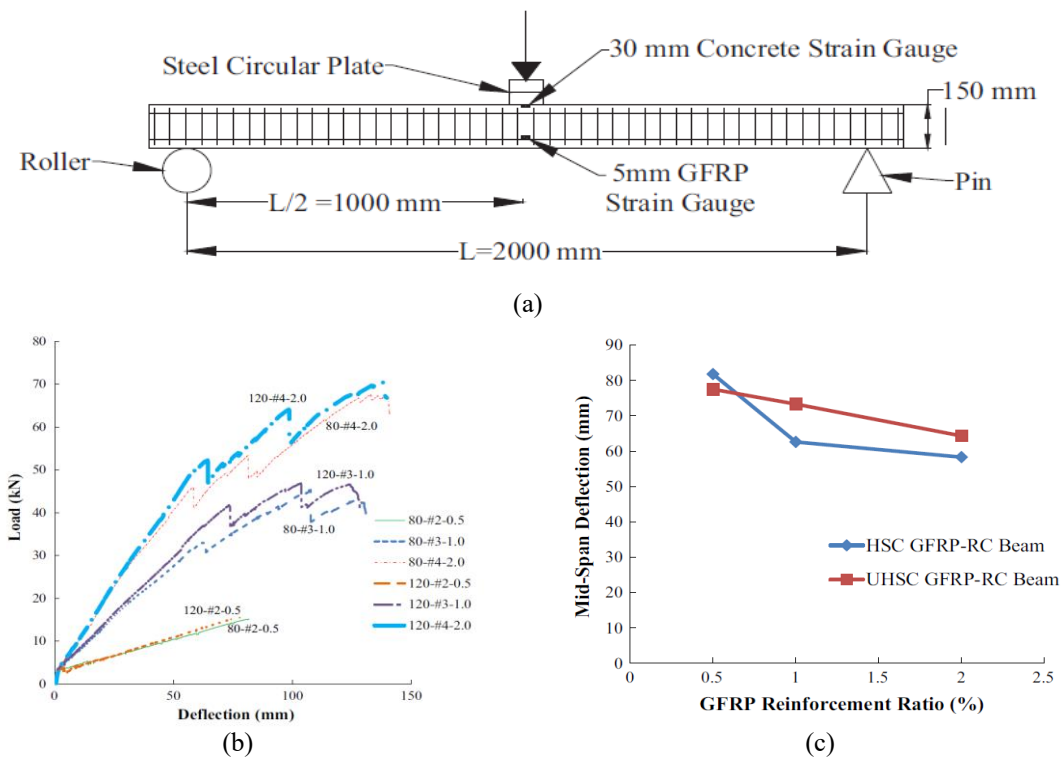 30 mm Concrete Strain Gauge
Steel Circular Plate
150 mm
Roller
5mm GFRP
Strain Gauge
Pin
L/2 =1000 mm
L=2000 mm
(a)
Load (kN)
80
70
60
50
40
30
20
10
0
0
50
100
150
Deflection (mm)
120-#4-2.0
80-#4-2.0
120-#3-1.0
80-#3-1.0
120-#2-0.5
80-#2-0.5
80-#2-0.5
80-#3-1.0
80-#4-2.0
120-#2-0.5
120-#3-1.0
120-#4-2.0
(b)
Mid-Span Deflection (mm)
90
80
70
60
50
40
30
20
10
0
0
0.5
1
1.5
2
2.5
GFRP Reinforcement Ratio (%)
HSC GFRP-RC Beam
UHSC GFRP-RC Beam
(c)